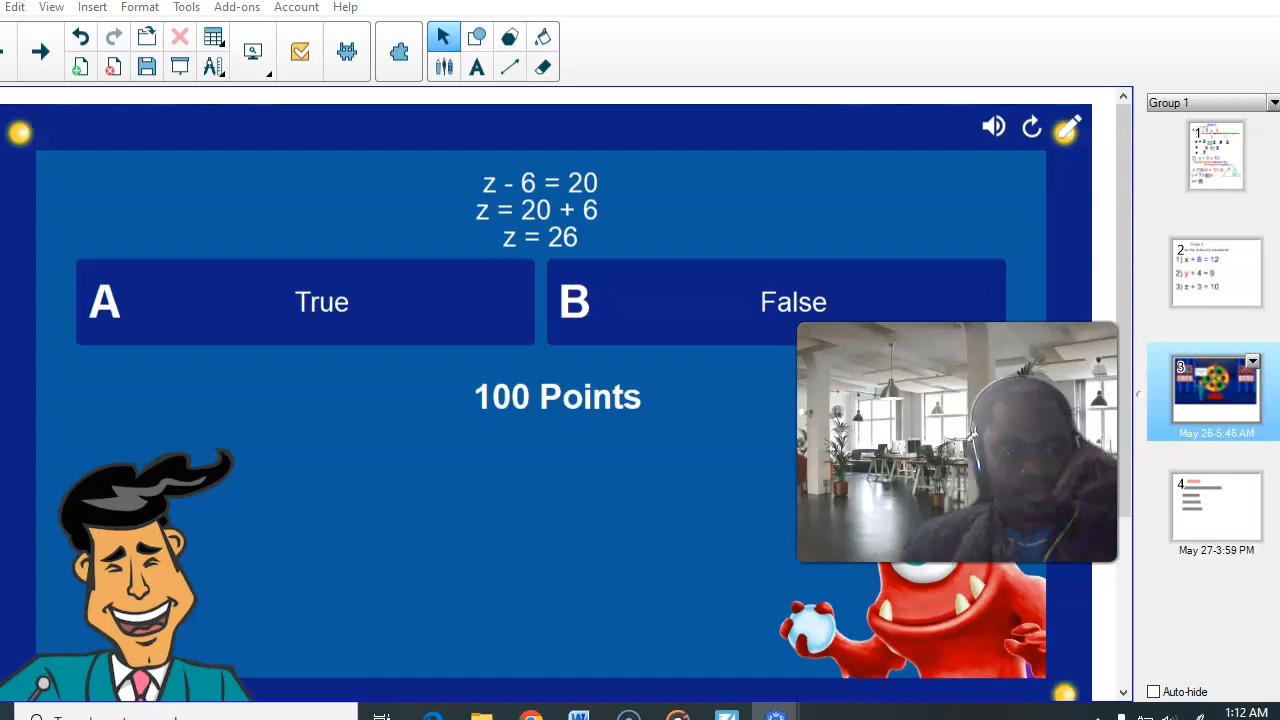 Edit View Insert Format Tools Add-ons Account Help
z - 6 = 20
z = 20 + 6
z = 26
A True
B False
100 Points
Group 1
1
2
1) x + 8 = 12
2) y + 4 = 9
3) z + 3 = 10
3
May 26-5:46 AM
4
May 27-3:59 PM
Auto-hide
1:12 AM